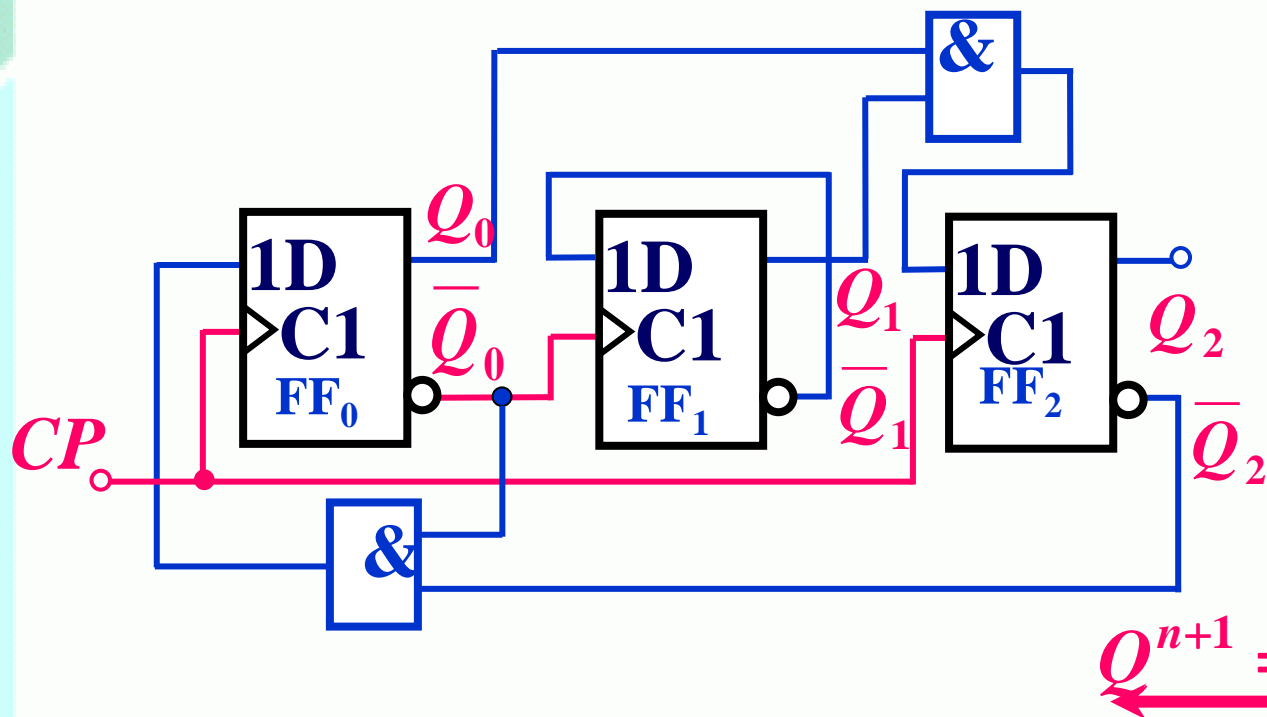 &
Q₀
1D
C1
FF₀
Q̅₀
1D
C1
FF₁
Q₁
Q̅₁
1D
C1
FF₂
Q₂
Q̅₂
CP
&
Qⁿ⁺¹ =